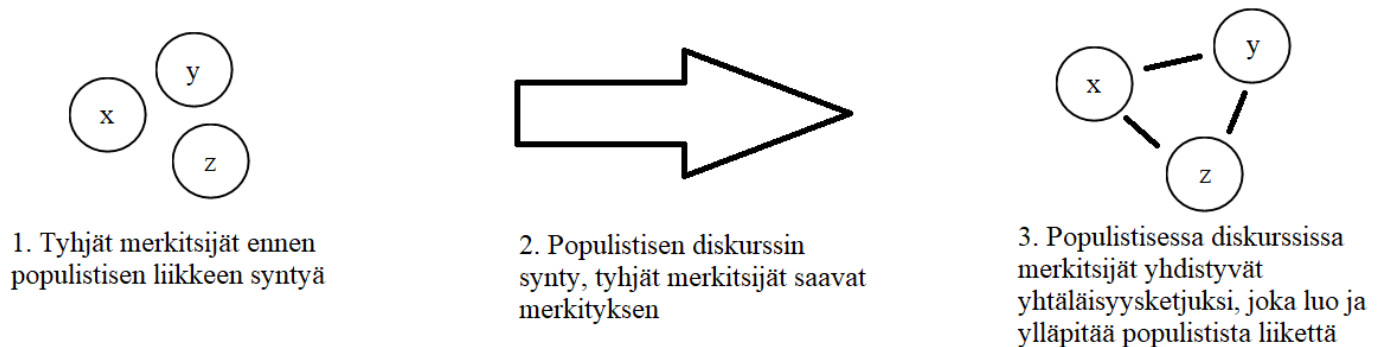 x
y
z
1. Tyhjät merkitsijät ennen
populistisen liikkeen syntyä
2. Populistisen diskurssin
synty, tyhjät merkitsijät saavat
merkityksen
x
y
z
3. Populistisessa diskurssissa
merkitsijät yhdistyvät
yhtäläisyysketjuksi, joka luo ja
ylläpitää populistista liikettä